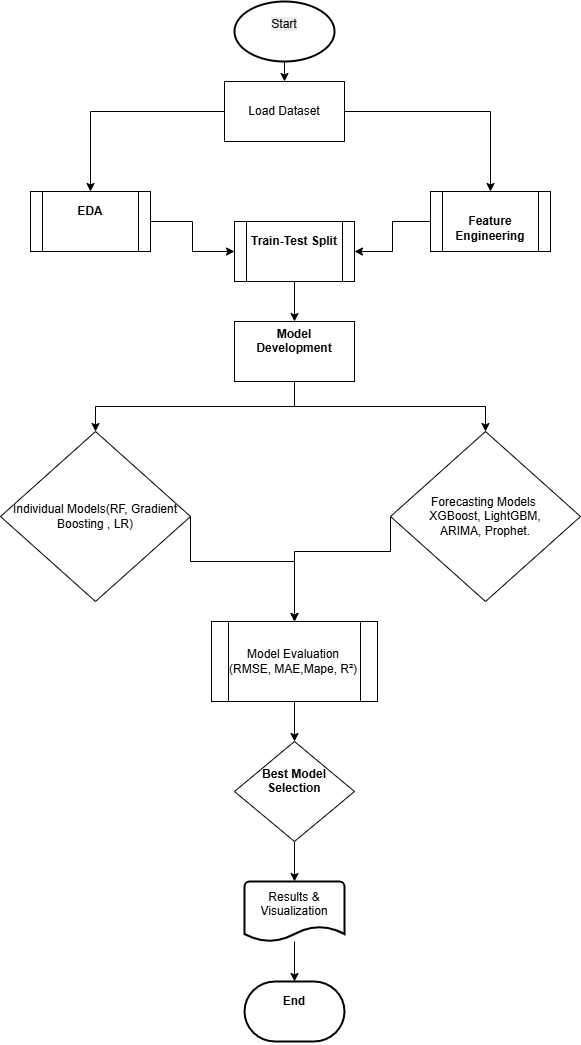 Start
Load Dataset
EDA
Train-Test Split
Feature
Engineering
Model
Development
Individual Models(RF, Gradient
Boosting , LR)
Forecasting Models
XGBoost, LightGBM,
ARIMA, Prophet.
Model Evaluation
(RMSE, MAE,Mape, R²)
Best Model
Selection
Results &
Visualization
End